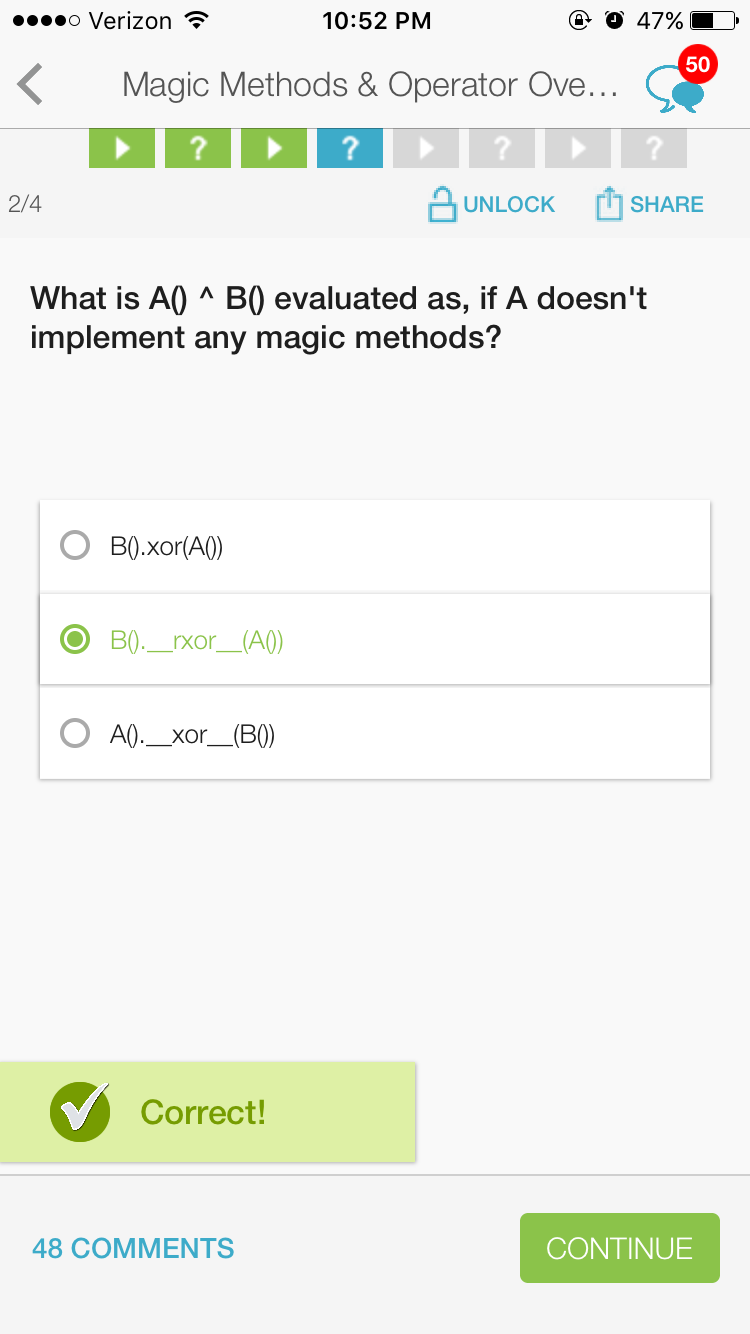 Verizon 10:52 PM 47%
Magic Methods & Operator Ove... 50
? ? ? ?
2/4 UNLOCK SHARE
What is A() ^ B() evaluated as, if A doesn't
implement any magic methods?
B().xor(A())
B().__rxor__(A())
A().__xor__(B())
Correct!
48 COMMENTS CONTINUE